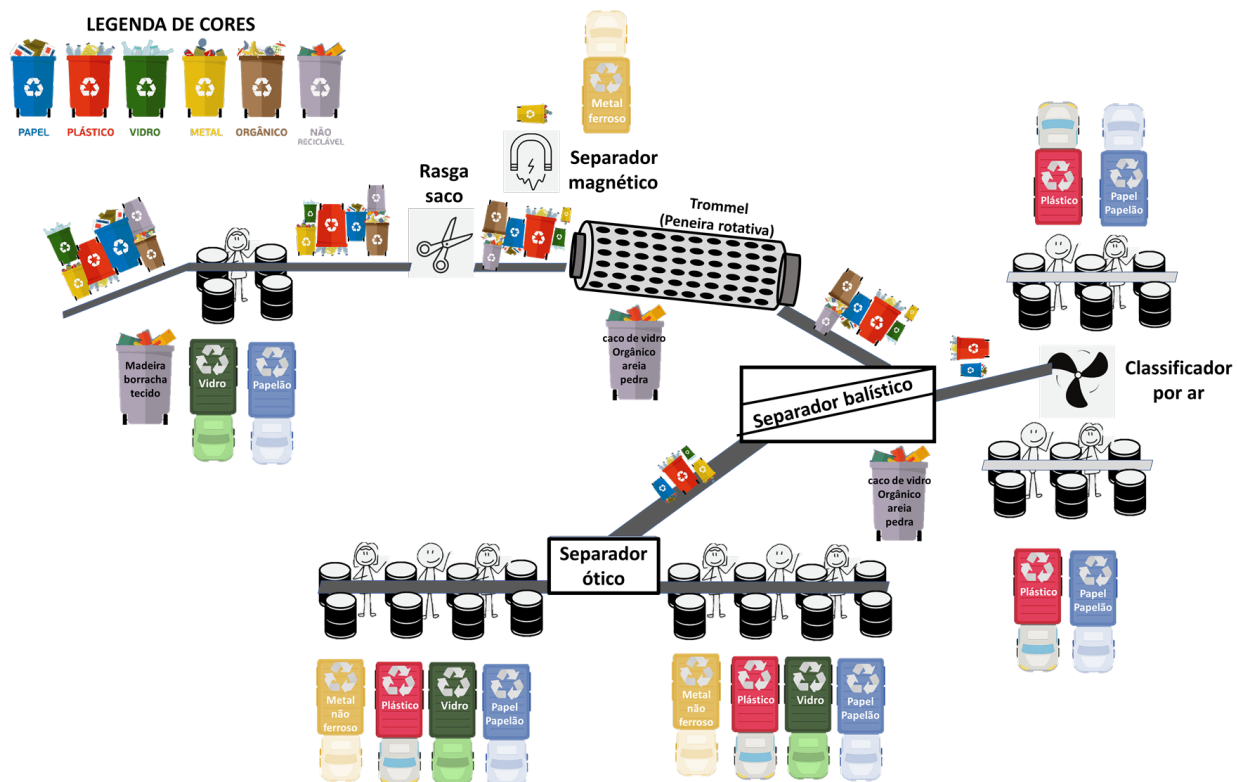 LEGENDA DE CORES
PAPEL
PLÁSTICO
VIDRO
METAL
ORGÂNICO
NÃO
RECICLÁVEL
Metal
ferroso
Separador
magnético
Rasga
saco
Trommel
(Peneira rotativa)
Plástico
Papel
Papelão
Madeira
borracha
tecido
Vidro
Papelão
caco de vidro
Orgânico
areia
pedra
Separador balístico
Classificador
por ar
caco de vidro
Orgânico
areia
pedra
Separador
ótico
Plástico
Papel
Papelão
Metal
não
ferroso
Plástico
Vidro
Papel
Papelão
Metal
não
ferroso
Plástico
Vidro
Papel
Papelão